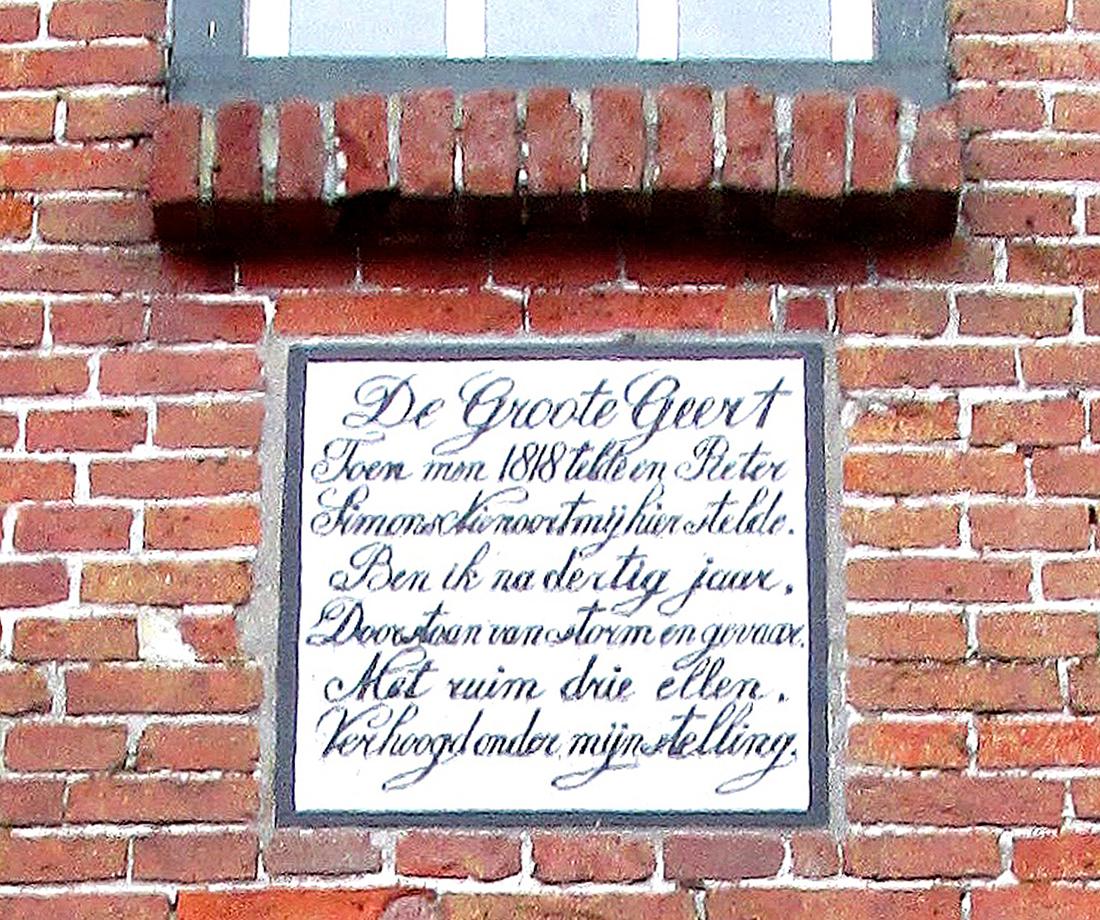 De Groote Geert
Toen men 1818 telde en Pieter
Simons Nienoort mij hier stelde.
Ben ik na dertig jaar.
Doorstaan van storm en gevaar.
Met ruim drie ellen.
Verhoogd onder mijn stelling.